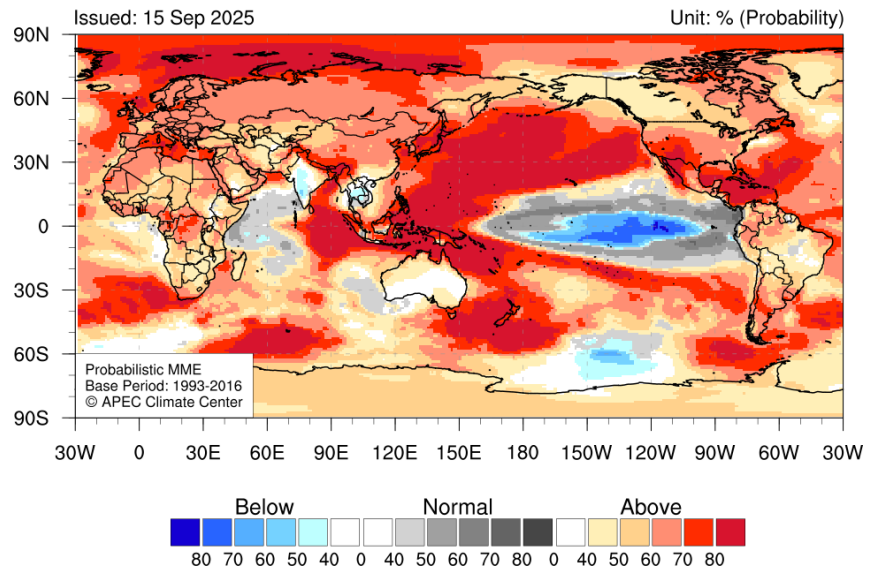 Issued: 15 Sep 2025 Unit: % (Probability)
90N
60N
30N
0
30S
60S
90S
Probabilistic MME
Base Period: 1993-2016
© APEC Climate Center
30W 0 30E 60E 90E 120E 150E 180 150W 120W 90W 60W 30W
Below Normal Above
80 70 60 50 40 0 40 50 60 70 80 0 40 50 60 70 80